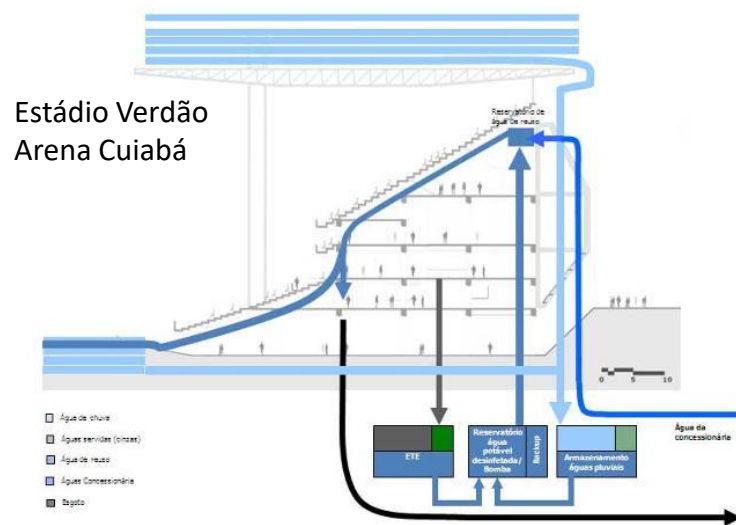 Estádio Verdão
Arena Cuiabá
Reservatório de
água de reuso
0 5 10
Água da
concessionária
Água de chuva
Águas servidas (cinzas)
Água de reuso
Águas Concessionária
Esgoto
ETE
Reservatório
água
potável
desinfetada/
Bomba
Backup
Armazenamento
águas pluviais